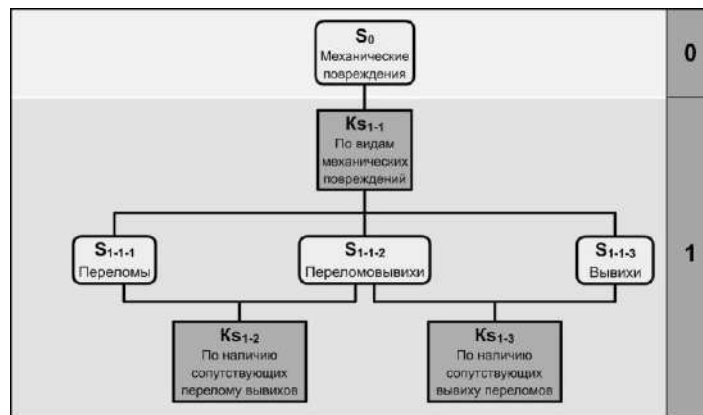 S0
Механические
повреждения
0
Ks1-1
По видам
механических
повреждений
S1-1-1
Переломы
S1-1-2
Переломовывихи
S1-1-3
Вывихи
1
Ks1-2
По наличию
сопутствующих
перелому вывихов
Ks1-3
По наличию
сопутствующих
вывиху переломов